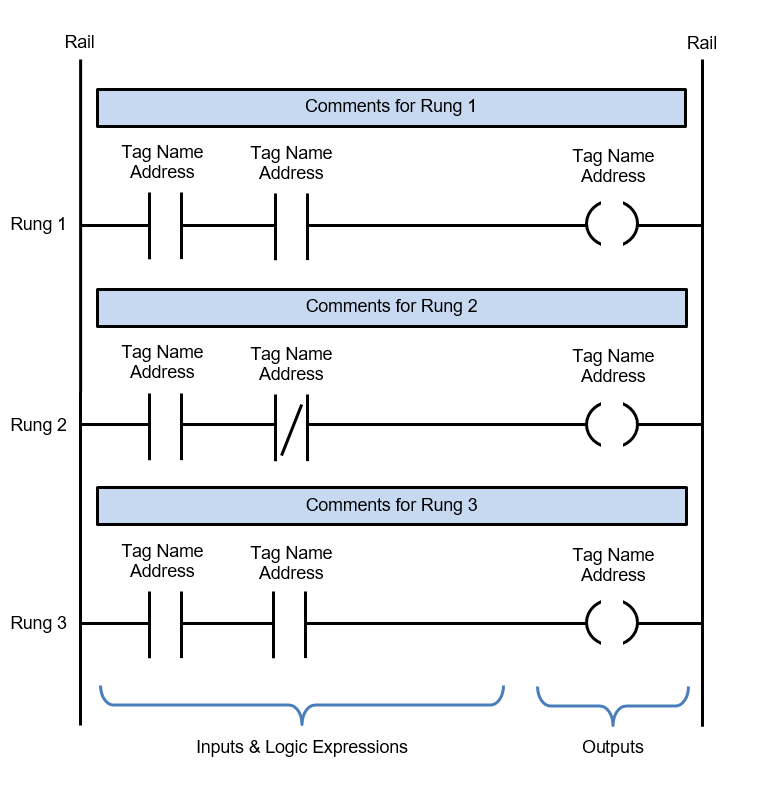 Rail
Rail
Comments for Rung 1
Tag Name
Address
Tag Name
Address
Tag Name
Address
Rung 1
Comments for Rung 2
Tag Name
Address
Tag Name
Address
Tag Name
Address
Rung 2
Comments for Rung 3
Tag Name
Address
Tag Name
Address
Tag Name
Address
Rung 3
Inputs & Logic Expressions
Outputs